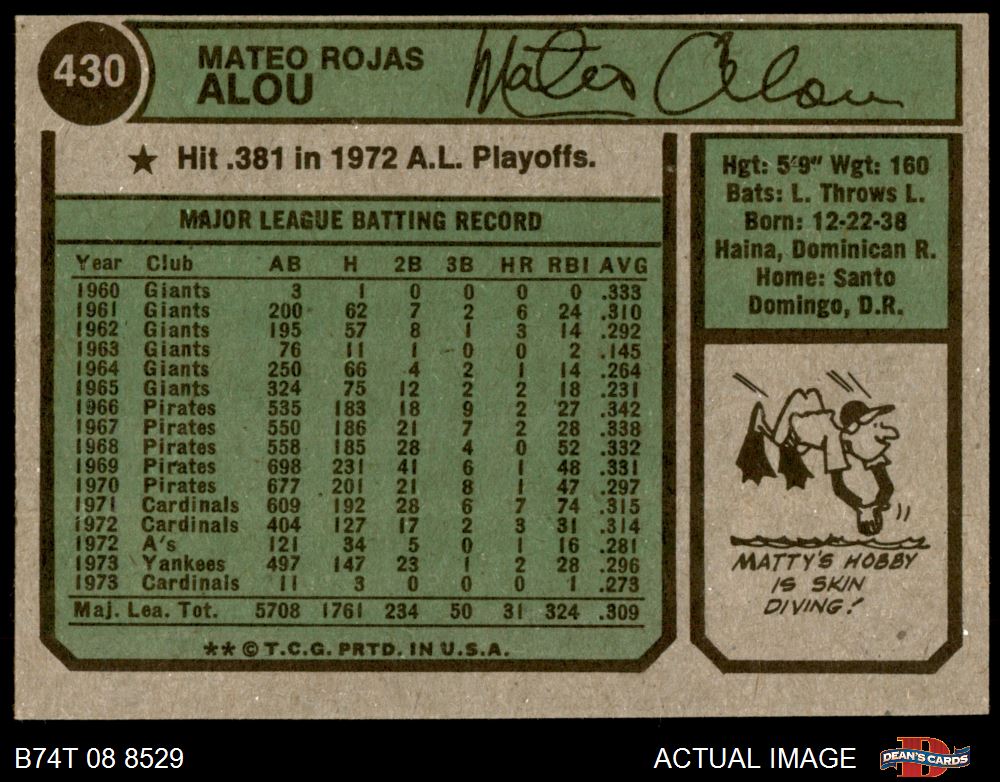 430
MATEO ROJAS
ALOU
Mateo Alou
★ Hit .381 in 1972 A.L. Playoffs.
MAJOR LEAGUE BATTING RECORD
Year Club AB H 2B 3B HR RBI AVG
1960 Giants 3 1 0 0 0 0 .333
1961 Giants 200 62 7 2 6 24 .310
1962 Giants 195 57 8 1 3 14 .292
1963 Giants 76 11 1 0 0 2 .145
1964 Giants 250 66 4 2 1 14 .264
1965 Giants 324 75 12 2 2 18 .231
1966 Pirates 535 183 18 9 2 27 .342
1967 Pirates 550 186 21 7 2 28 .338
1968 Pirates 558 185 28 4 0 52 .332
1969 Pirates 698 231 41 6 1 48 .331
1970 Pirates 677 201 21 8 1 47 .297
1971 Cardinals 609 192 28 6 7 74 .315
1972 Cardinals 404 127 17 2 3 31 .314
1972 A's 121 34 5 0 1 16 .281
1973 Yankees 497 147 23 1 2 28 .296
1973 Cardinals 11 3 0 0 0 1 .273
Maj. Lea. Tot. 5708 1761 234 50 31 324 .309
** © T.C.G. PRTD. IN U.S.A.
Hgt: 5'9" Wgt: 160
Bats: L. Throws L.
Born: 12-22-38
Haina, Dominican R.
Home: Santo
Domingo, D.R.
MATTY'S HOBBY
IS SKIN
DIVING!
B74T 08 8529
ACTUAL IMAGE
DEAN'S CARDS